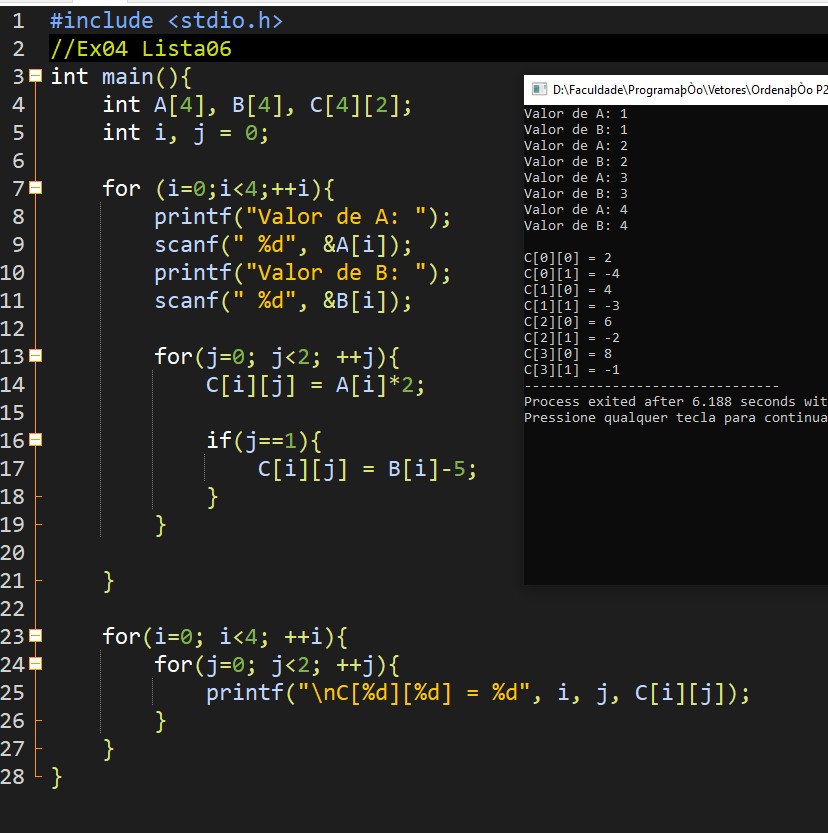 1 #include <stdio.h>
2 //Ex04 Lista06
3 int main(){
4     int A[4], B[4], C[4][2];
5     int i, j = 0;
6
7     for (i=0;i<4;++i){
8         printf("Valor de A: ");
9         scanf(" %d", &A[i]);
10         printf("Valor de B: ");
11         scanf(" %d", &B[i]);
12
13         for(j=0; j<2; ++j){
14             C[i][j] = A[i]*2;
15
16             if(j==1){
17                 C[i][j] = B[i]-5;
18             }
19         }
20
21     }
22
23     for(i=0; i<4; ++i){
24         for(j=0; j<2; ++j){
25             printf("\nC[%d][%d] = %d", i, j, C[i][j]);
26         }
27     }
28 }
D:\Faculdade\ProgramaþÒo\Vetores\OrdenaþÒo P2
Valor de A: 1
Valor de B: 1
Valor de A: 2
Valor de B: 2
Valor de A: 3
Valor de B: 3
Valor de A: 4
Valor de B: 4

C[0][0] = 2
C[0][1] = -4
C[1][0] = 4
C[1][1] = -3
C[2][0] = 6
C[2][1] = -2
C[3][0] = 8
C[3][1] = -1
--------------------------------
Process exited after 6.188 seconds wit
Pressione qualquer tecla para continua